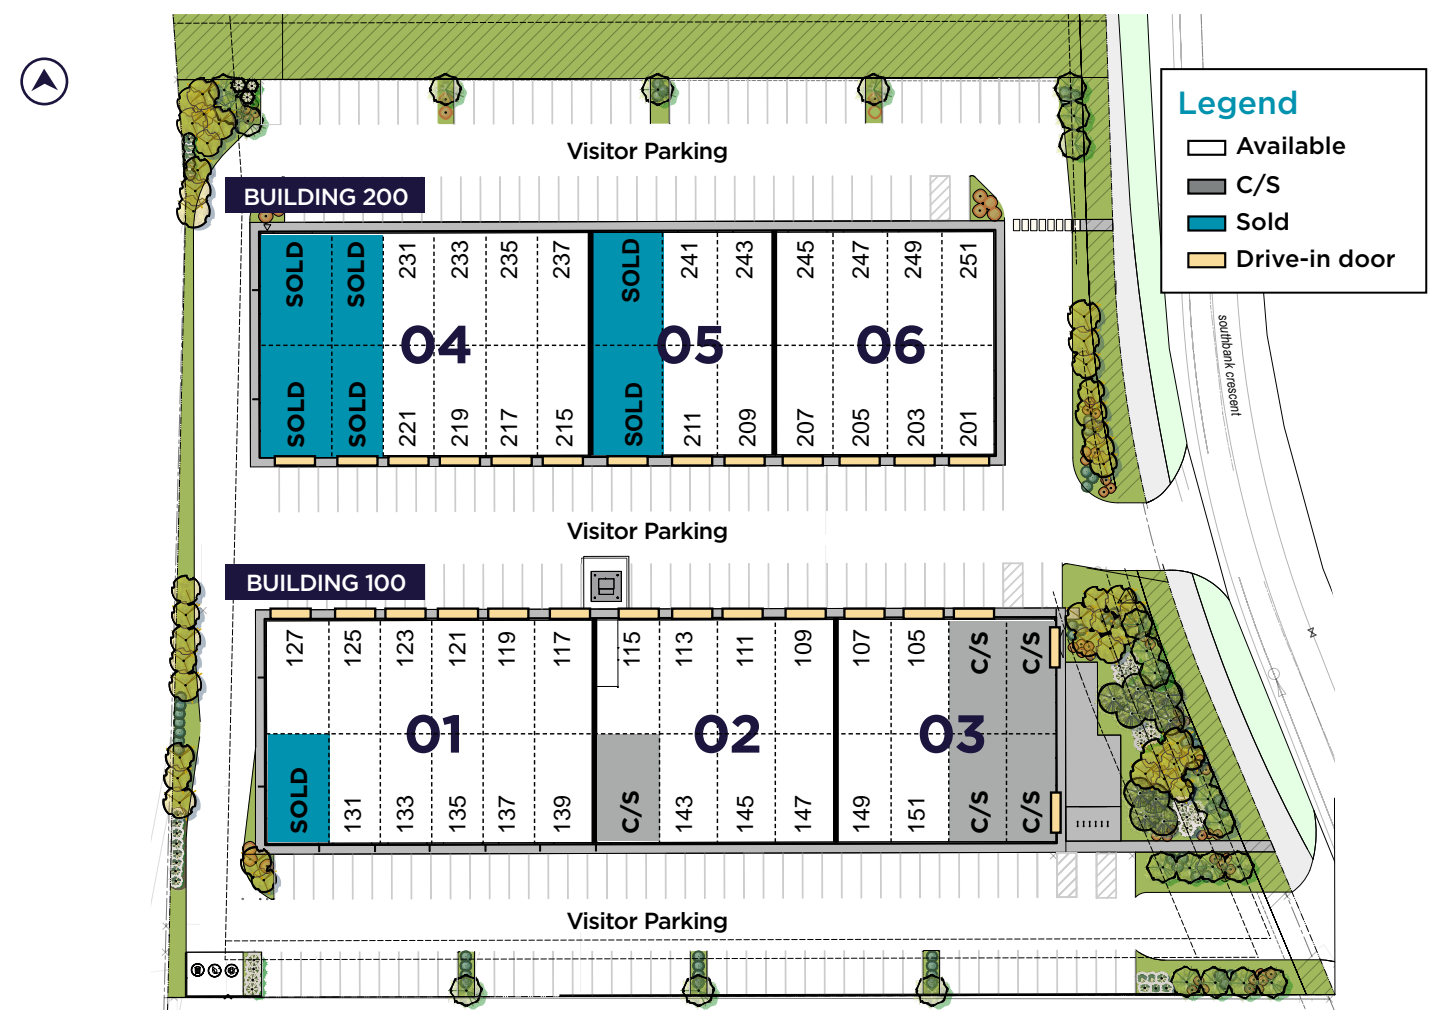 Legend
Available
C/S
Sold
Drive-in door
Visitor Parking
BUILDING 200
SOLD SOLD 231 233 235 237 SOLD 241 243 245 247 249 251
04 05 06
SOLD SOLD 221 219 217 215 SOLD 211 209 207 205 203 201
southbank crescent
Visitor Parking
BUILDING 100
127 125 123 121 119 117 115 113 111 109 107 105 C/S C/S
01 02 03
SOLD 131 133 135 137 139 C/S 143 145 147 149 151 C/S C/S
Visitor Parking